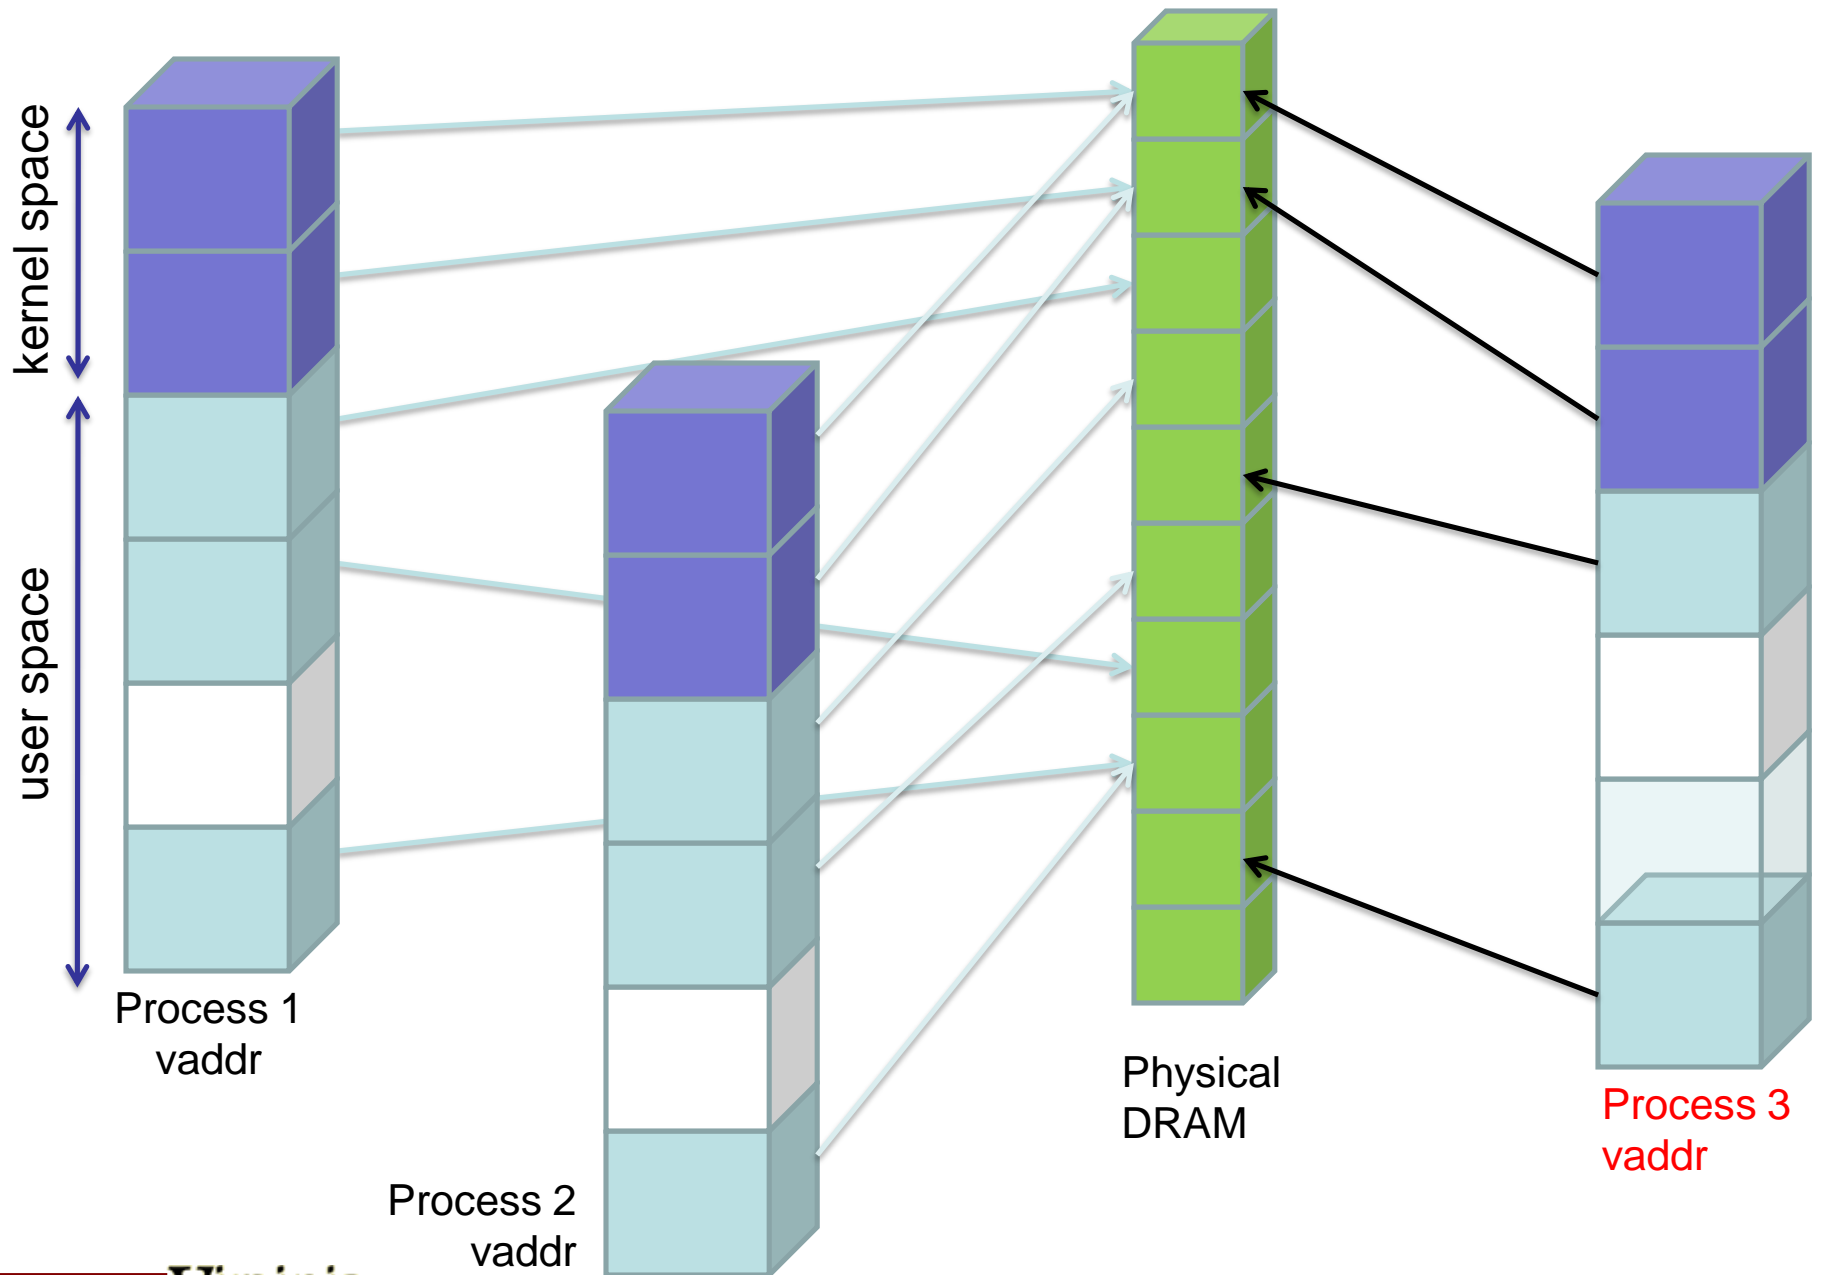 kernel space
user space
Process 1
vaddr
Process 2
vaddr
Physical
DRAM
Process 3
vaddr